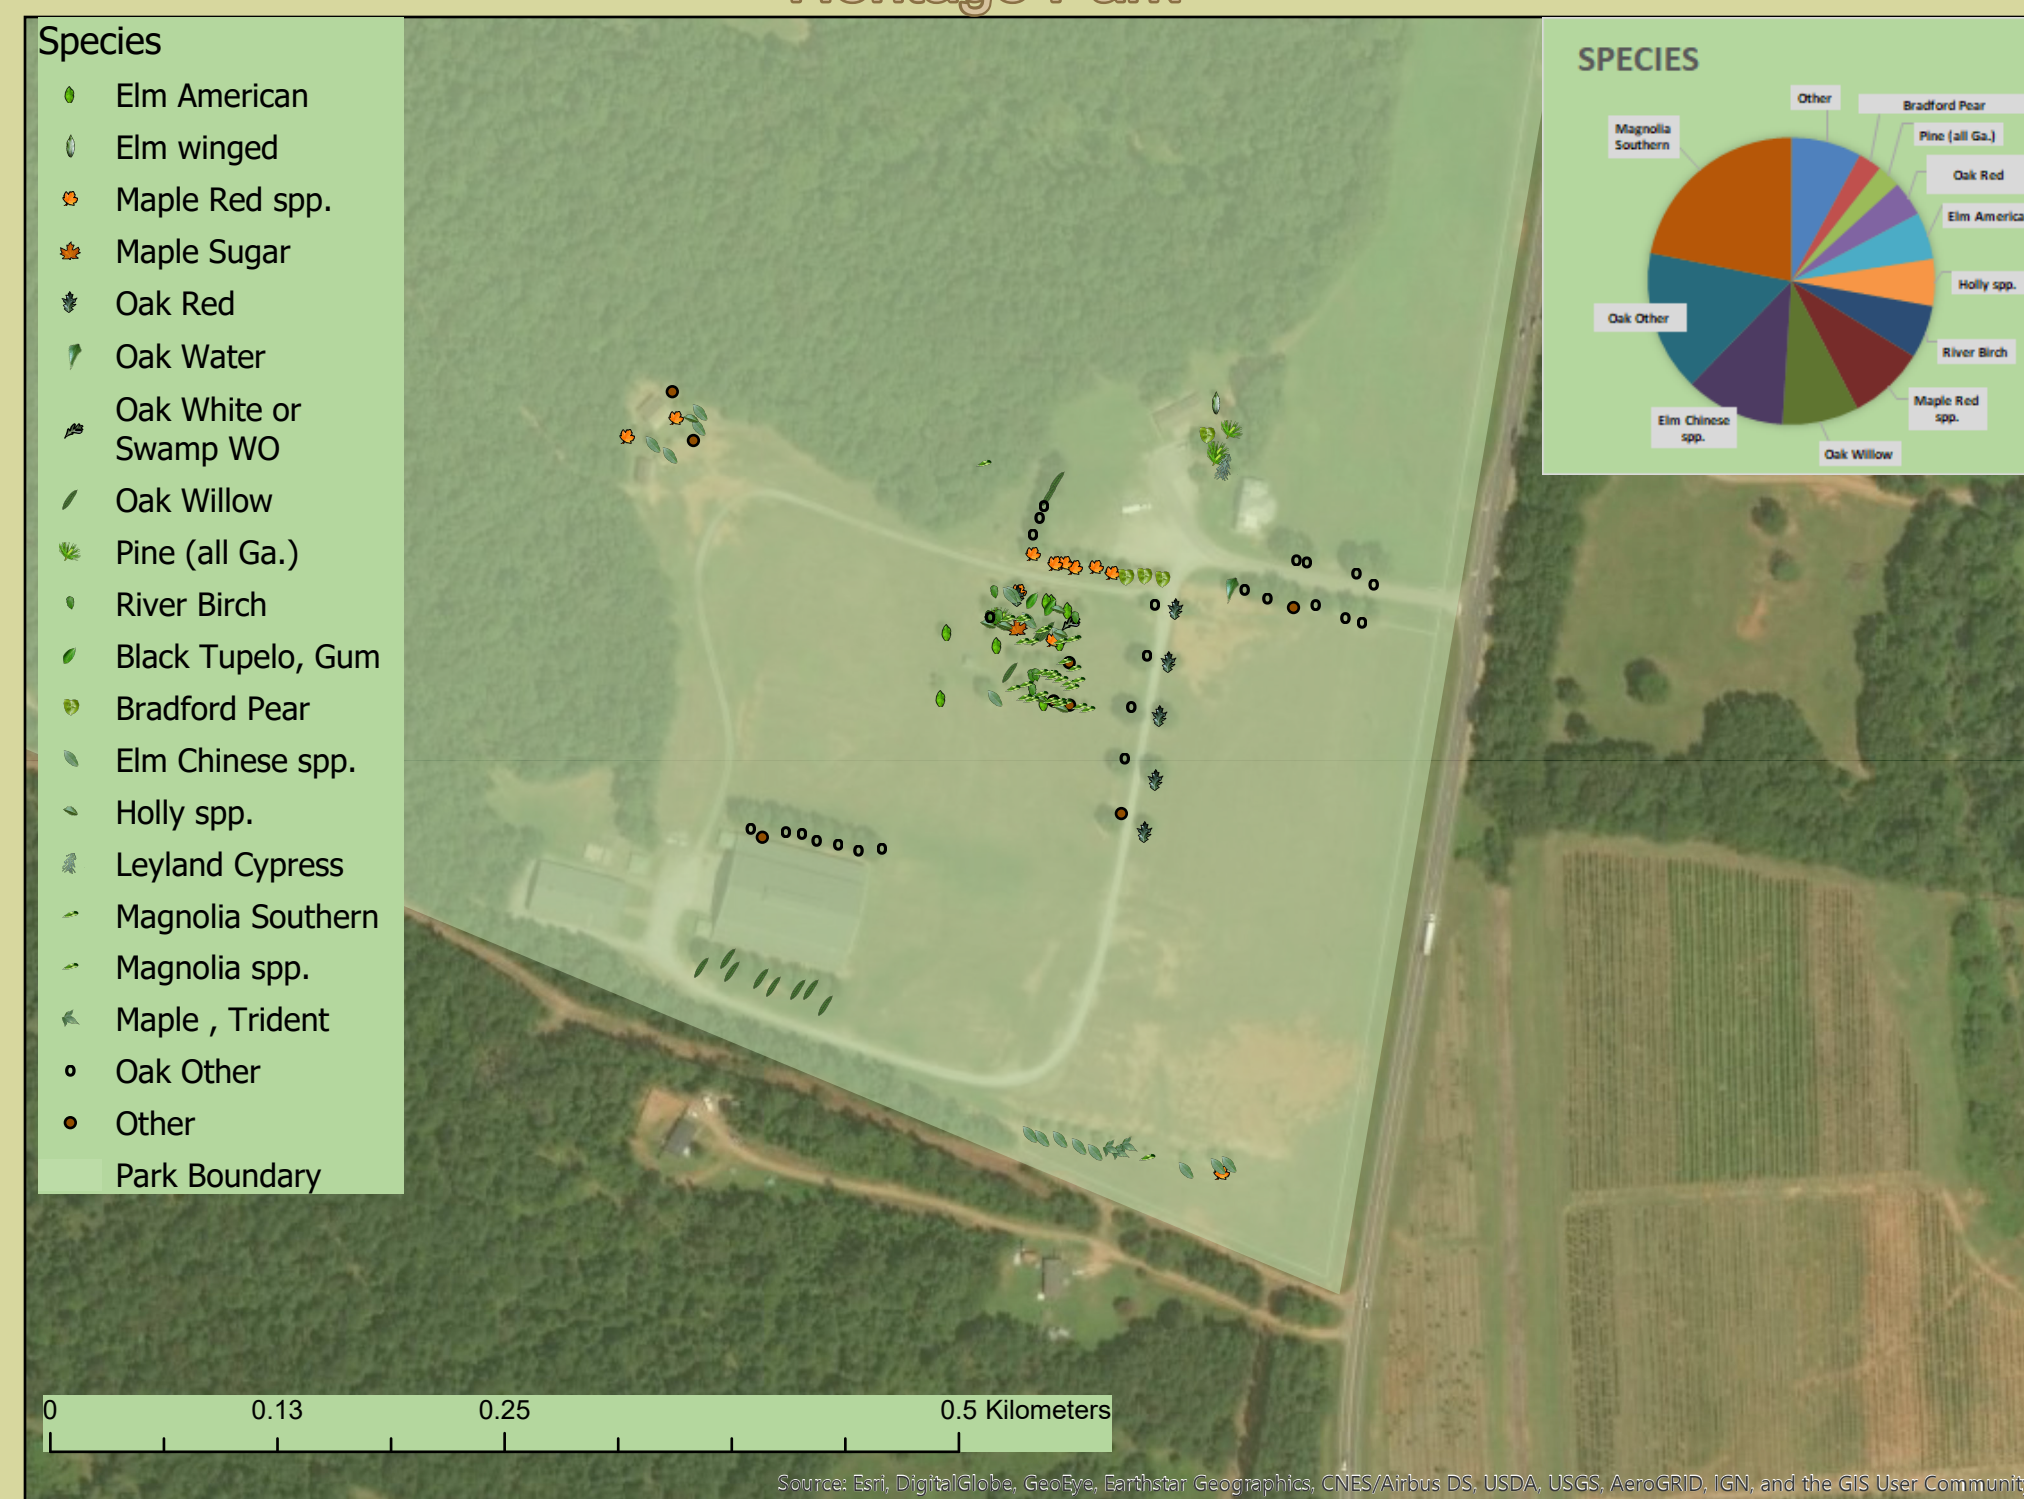 Heritage Farm
Species
Elm American
Elm winged
Maple Red spp.
Maple Sugar
Oak Red
Oak Water
Oak White or
Swamp WO
Oak Willow
Pine (all Ga.)
River Birch
Black Tupelo, Gum
Bradford Pear
Elm Chinese spp.
Holly spp.
Leyland Cypress
Magnolia Southern
Magnolia spp.
Maple , Trident
Oak Other
Other
Park Boundary
SPECIES
Other
Bradford Pear
Pine (all Ga.)
Oak Red
Elm America
Holly spp.
River Birch
Maple Red
spp.
Oak Willow
Elm Chinese
spp.
Oak Other
Magnolia
Southern
0 0.13 0.25 0.5 Kilometers
Source: Esri, DigitalGlobe, GeoEye, Earthstar Geographics, CNES/Airbus DS, USDA, USGS, AeroGRID, IGN, and the GIS User Communit